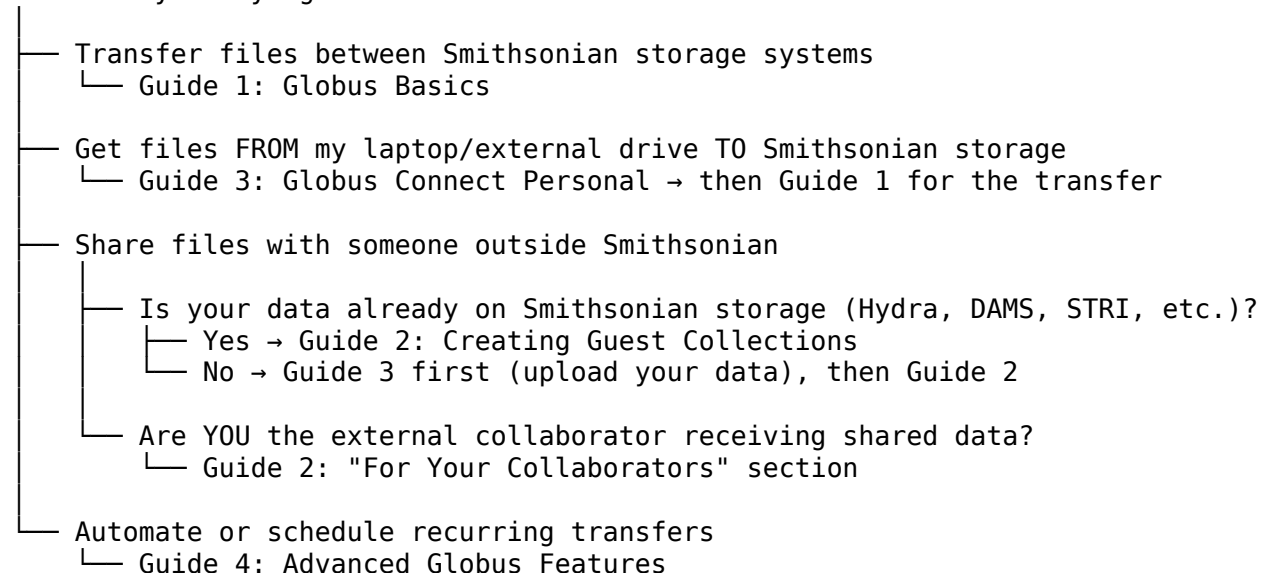 ├── Transfer files between Smithsonian storage systems
│   └── Guide 1: Globus Basics
├── Get files FROM my laptop/external drive TO Smithsonian storage
│   └── Guide 3: Globus Connect Personal → then Guide 1 for the transfer
├── Share files with someone outside Smithsonian
│   ├── Is your data already on Smithsonian storage (Hydra, DAMS, STRI, etc.)?
│   │   ├── Yes → Guide 2: Creating Guest Collections
│   │   └── No → Guide 3 first (upload your data), then Guide 2
│   └── Are YOU the external collaborator receiving shared data?
│       └── Guide 2: "For Your Collaborators" section
└── Automate or schedule recurring transfers
    └── Guide 4: Advanced Globus Features